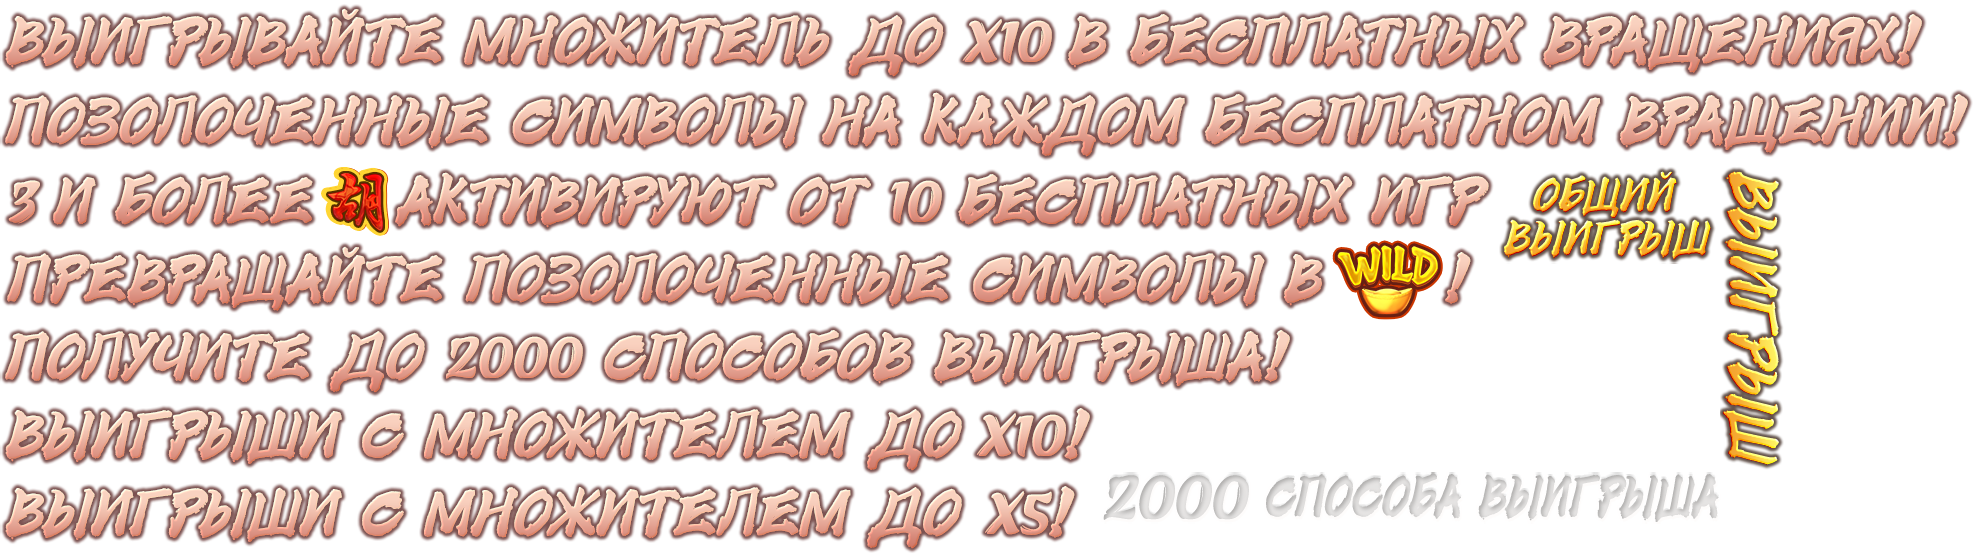 ВЫИГРЫВАЙТЕ МНОЖИТЕЛЬ ДО X10 В БЕСПЛАТНЫХ ВРАЩЕНИЯХ!
ПОЗОЛОЧЕННЫЕ СИМВОЛЫ НА КАЖДОМ БЕСПЛАТНОМ ВРАЩЕНИИ!
3 И БОЛЕЕ 胡 АКТИВИРУЮТ ОТ 10 БЕСПЛАТНЫХ ИГР
ПРЕВРАЩАЙТЕ ПОЗОЛОЧЕННЫЕ СИМВОЛЫ В WILD !
ПОЛУЧИТЕ ДО 2000 СПОСОБОВ ВЫИГРЫША!
ВЫИГРЫШИ С МНОЖИТЕЛЕМ ДО X10!
ВЫИГРЫШИ С МНОЖИТЕЛЕМ ДО X5!
ОБЩИЙ
ВЫИГРЫШ
ВЫИГРЫШ
2000 СПОСОБА ВЫИГРЫША